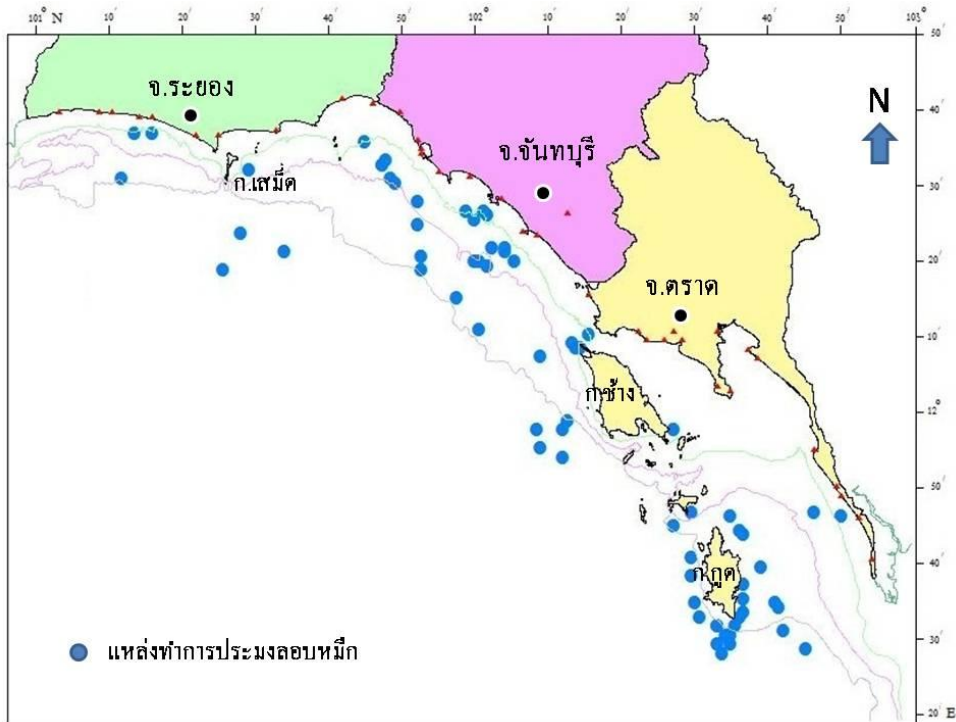 101° N 10′ 20′ 30′ 40′ 50′ 102° 10′ 20′ 30′ 40′ 50′ 103°
50′
40′
30′
20′
10′
12°
50′
40′
30′
20′ E
จ.ระยอง
จ.จันทบุรี
N
ก.เสม็ด
จ.ตราด
ก.ช้าง
ก.กูด
แหล่งทำการประมงลอบหมึก